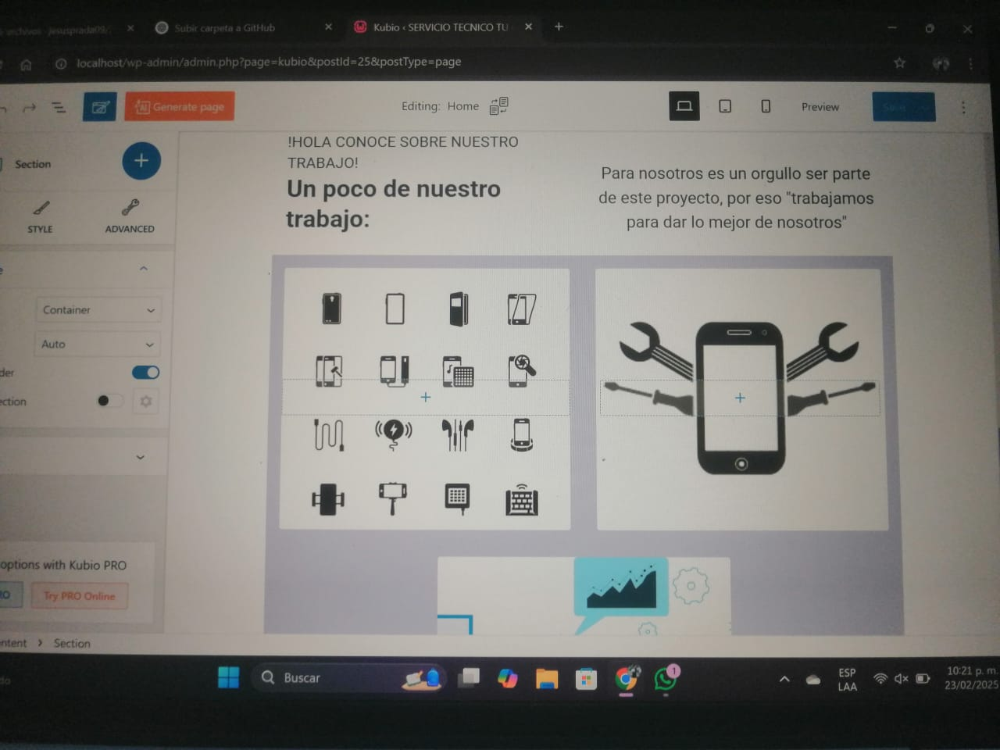 archivos - jesusprada09/
Subir carpeta a GitHub
Kubio ‹ SERVICIO TECNICO TU
localhost/wp-admin/admin.php?page=kubio&postId=25&postType=page
AI Generate page
Editing: Home
Preview
Save
Section
STYLE
ADVANCED
Container
Auto
der
ection
options with Kubio PRO
RO
Try PRO Online
!HOLA CONOCE SOBRE NUESTRO
TRABAJO!
Un poco de nuestro
trabajo:
Para nosotros es un orgullo ser parte
de este proyecto, por eso "trabajamos
para dar lo mejor de nosotros"
ntent > Section
Buscar
1
ESP
LAA
10:21 p. m.
23/02/2025